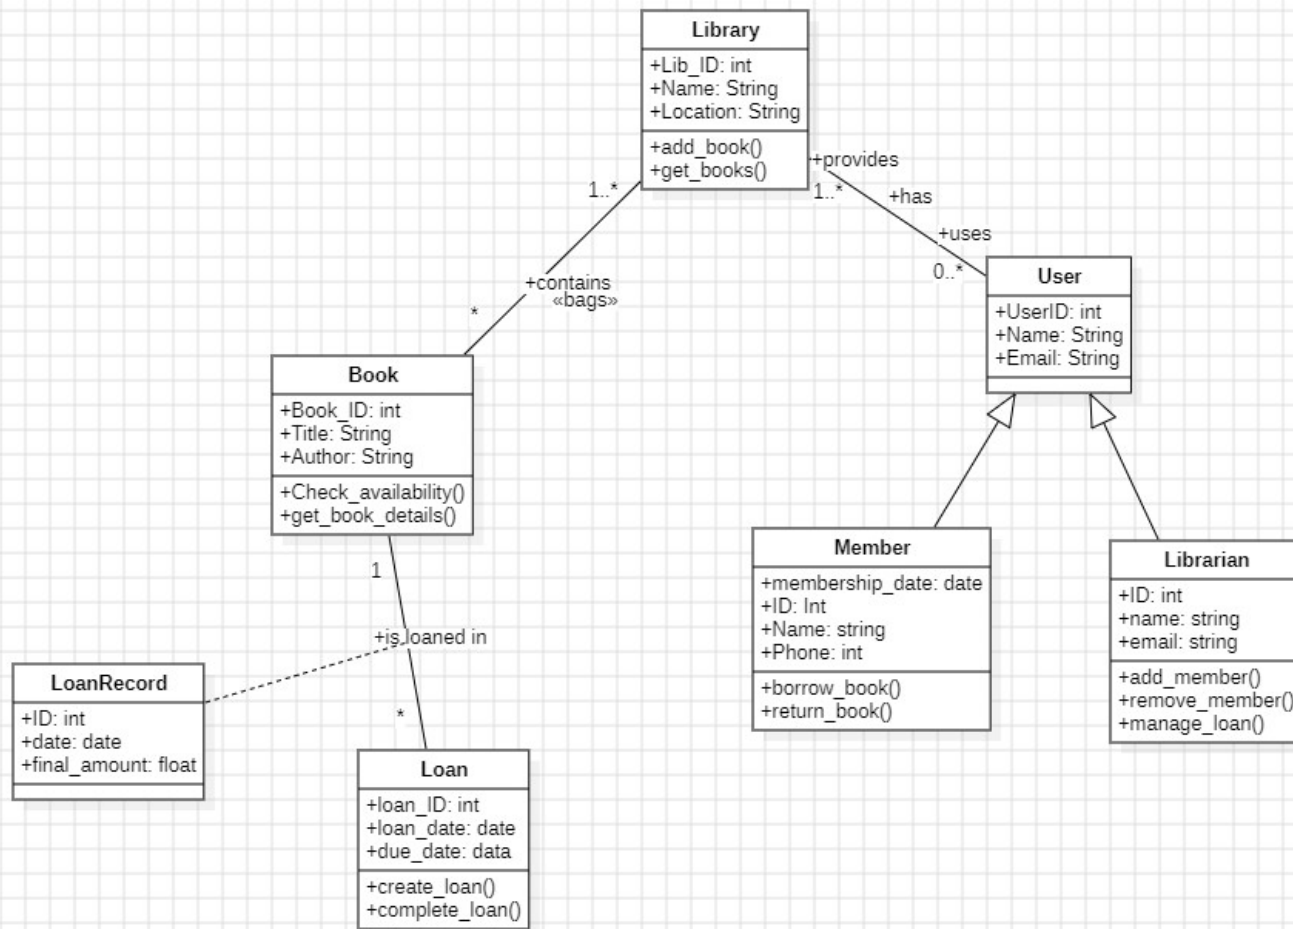 Library
+Lib_ID: int
+Name: String
+Location: String
+add_book()
+get_books()
+provides
1..*
1..*
+has
+uses
0..*
+contains
«bags»
*
User
+UserID: int
+Name: String
+Email: String
Book
+Book_ID: int
+Title: String
+Author: String
+Check_availability()
+get_book_details()
1
+is loaned in
*
Member
+membership_date: date
+ID: Int
+Name: string
+Phone: int
+borrow_book()
+return_book()
Librarian
+ID: int
+name: string
+email: string
+add_member()
+remove_member()
+manage_loan()
LoanRecord
+ID: int
+date: date
+final_amount: float
Loan
+loan_ID: int
+loan_date: date
+due_date: data
+create_loan()
+complete_loan()